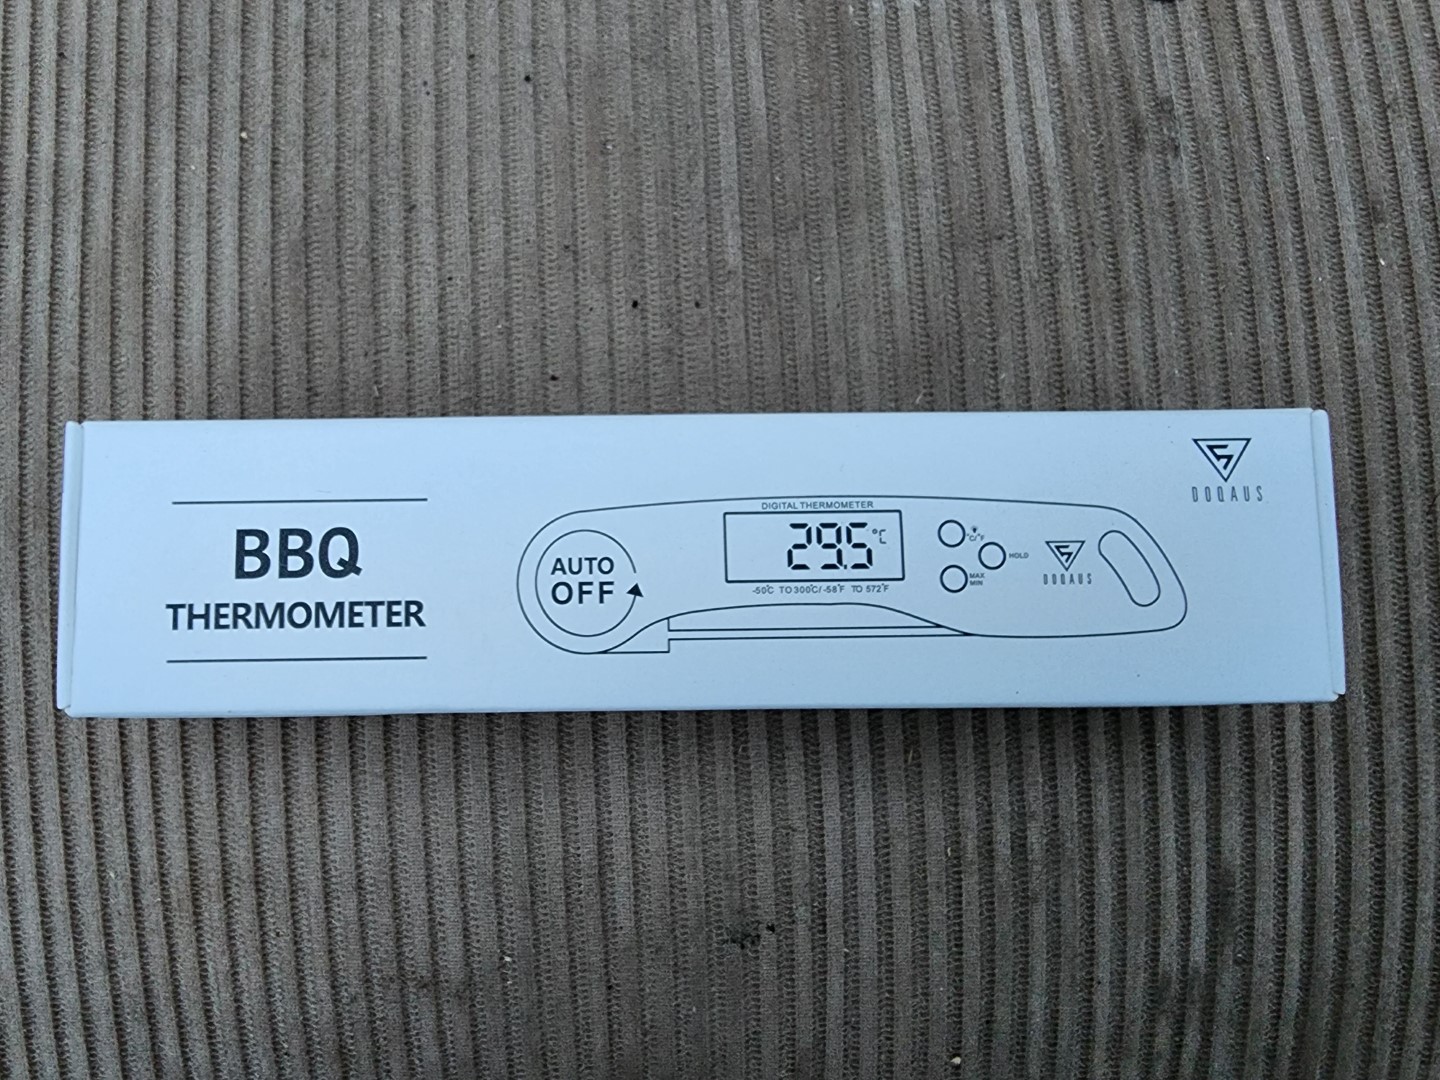 BBQ
THERMOMETER
DOQAUS
DIGITAL THERMOMETER
AUTO
OFF
29.5 °C
°C/°F
HOLD
MAX
MIN
DOQAUS
-50°C TO 300°C/ -58°F TO 572°F